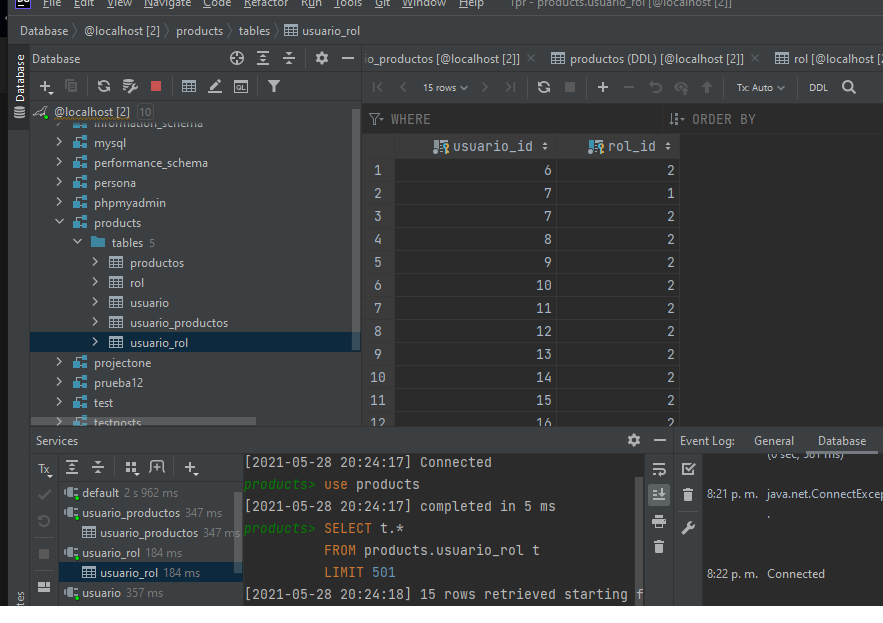 File Edit View Navigate Code Refactor Run Tools Git Window Help pr - products.usuario_rol [@localhost [2]]
Database @localhost [2] products tables usuario_rol
Database
Database
io_productos [@localhost [2]] productos (DDL) [@localhost [2]] rol [@localhost [2
15 rows Tx: Auto DDL
@localhost [2] 10
information_schema
mysql
performance_schema
persona
phpmyadmin
products
tables 5
productos
rol
usuario
usuario_productos
usuario_rol
projectone
prueba12
test
testposts
WHERE ORDER BY
usuario_id rol_id
1 6 2
2 7 1
3 7 2
4 8 2
5 9 2
6 10 2
7 11 2
8 12 2
9 13 2
10 14 2
11 15 2
12 16 2
Services
Tx
default 2 s 962 ms
usuario_productos 347 ms
usuario_productos 347 ms
usuario_rol 184 ms
usuario_rol 184 ms
usuario 357 ms
[2021-05-28 20:24:17] Connected
products> use products
[2021-05-28 20:24:17] completed in 5 ms
products> SELECT t.*
FROM products.usuario_rol t
LIMIT 501
[2021-05-28 20:24:18] 15 rows retrieved starting f
Event Log: General Database
8:21 p. m. java.net.ConnectExcep
.
8:22 p. m. Connected